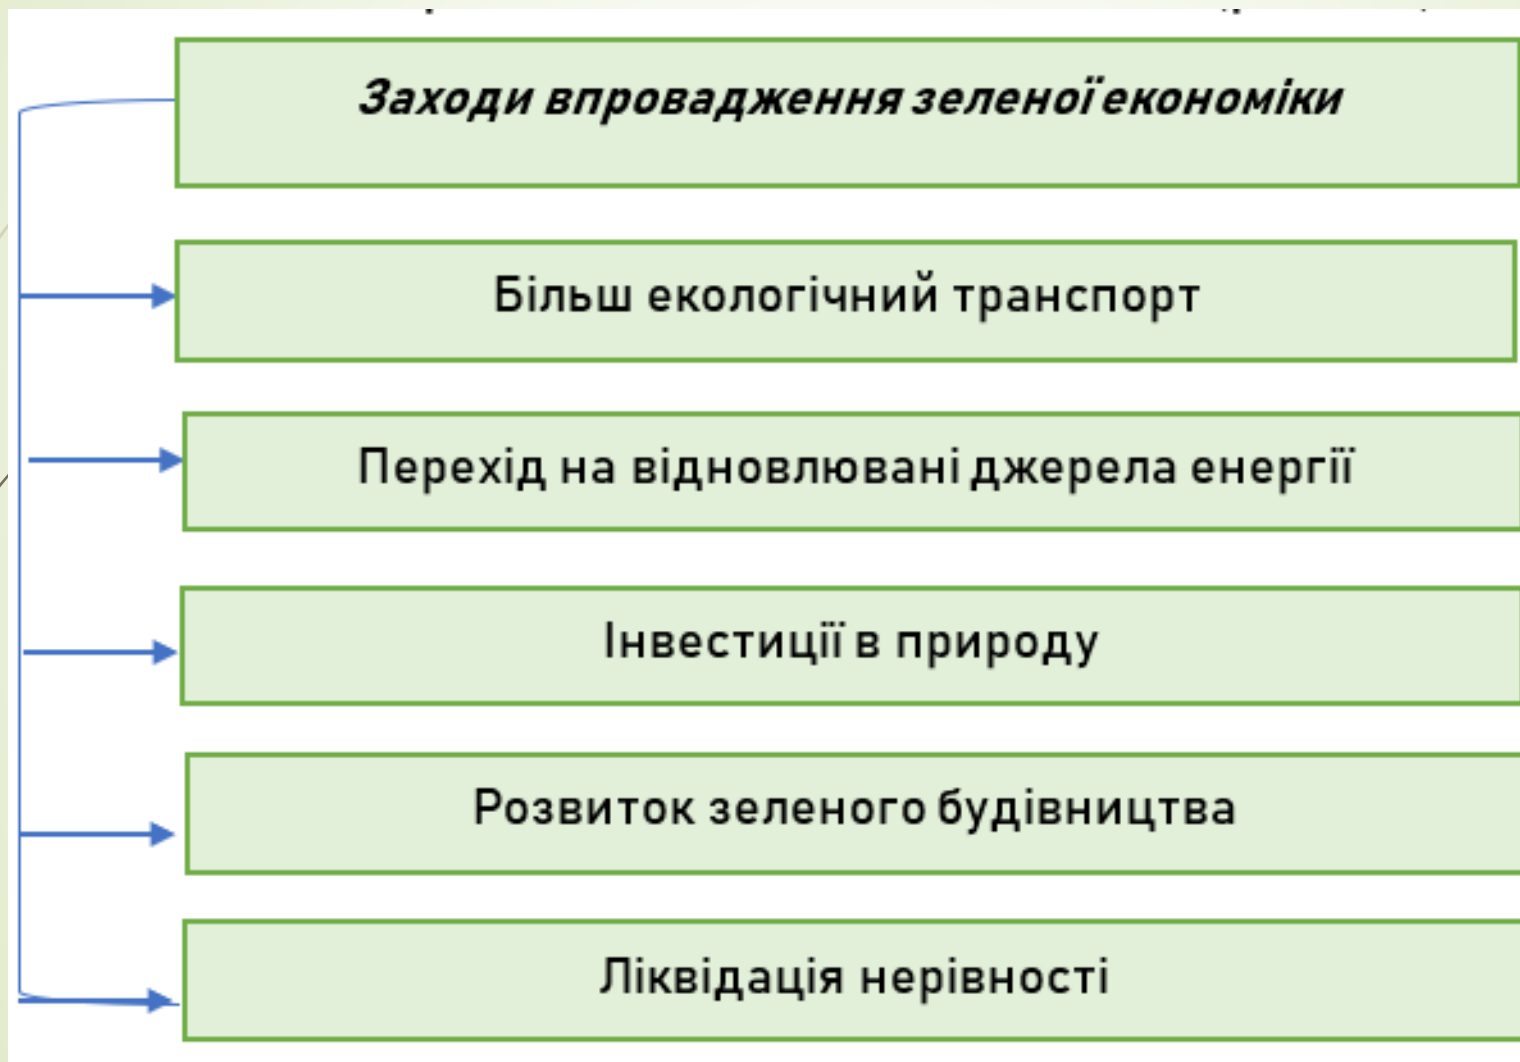 Заходи впровадження зеленої економіки
Більш екологічний транспорт
Перехід на відновлювані джерела енергії
Інвестиції в природу
Розвиток зеленого будівництва
Ліквідація нерівності